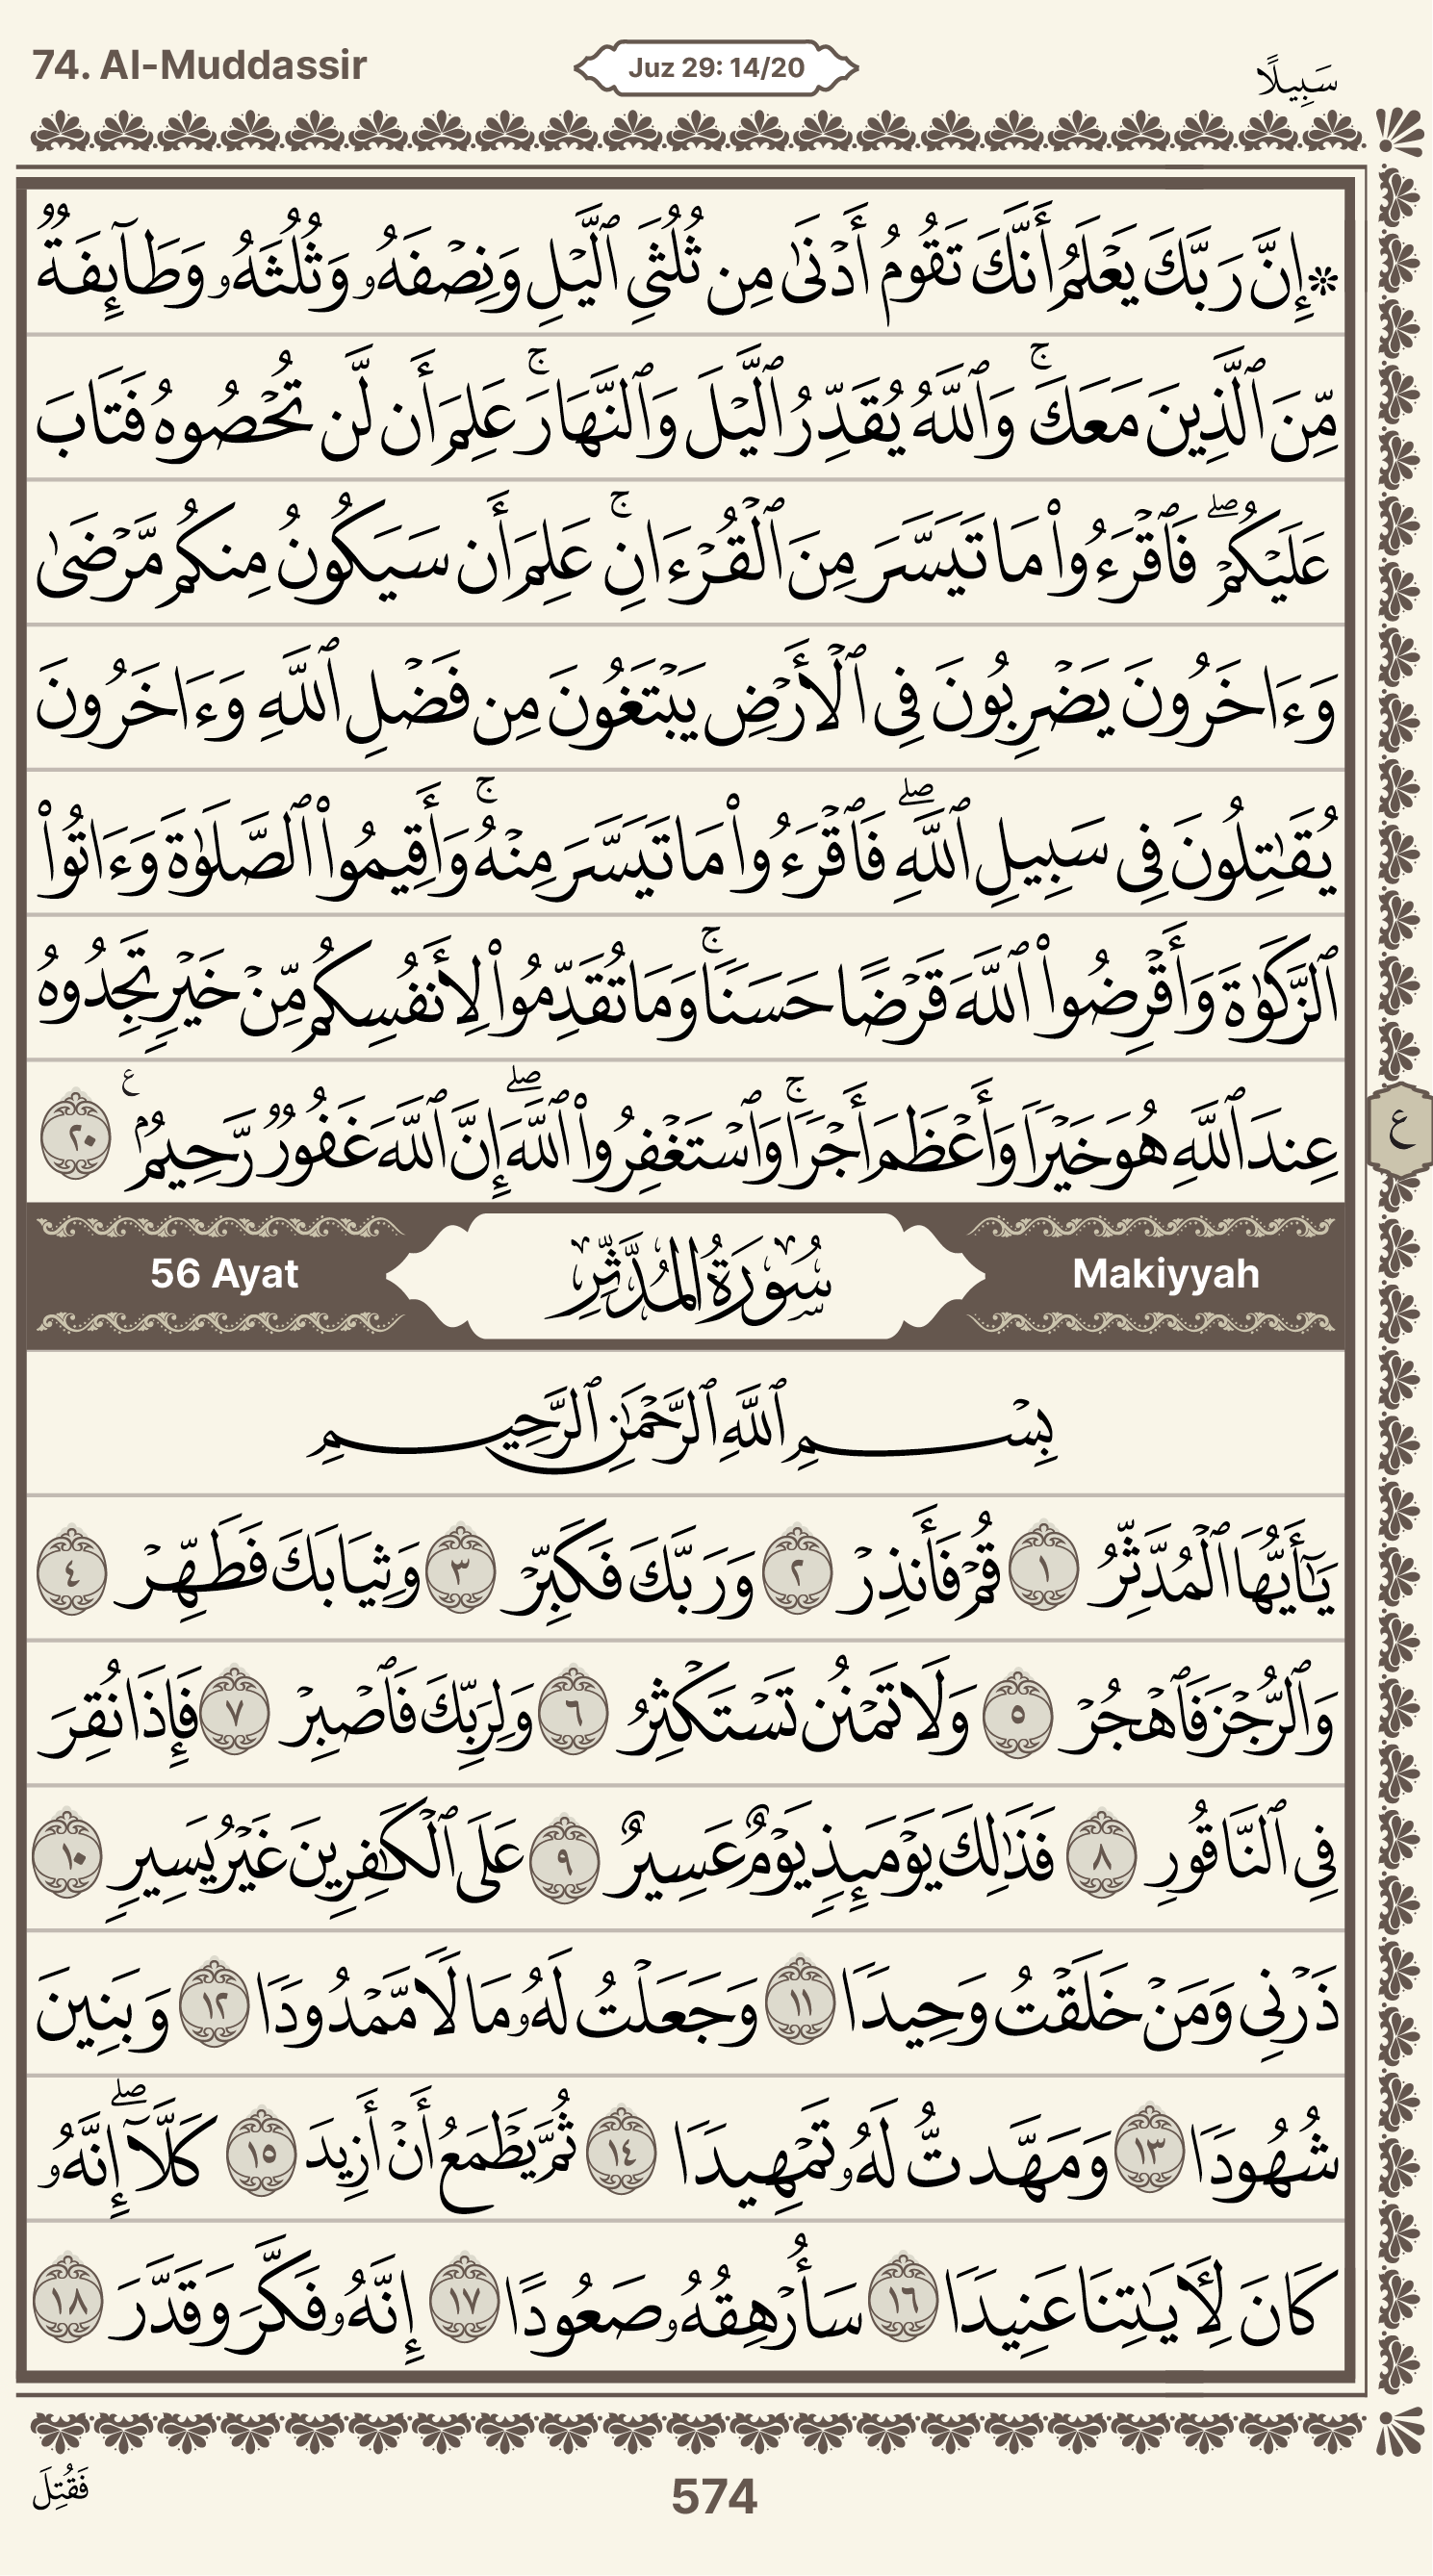 74. Al-Muddassir
Juz 29: 14/20
سَبِيلًا
۞إِنَّ رَبَّكَ يَعْلَمُ أَنَّكَ تَقُومُ أَدْنَىٰ مِن ثُلُثَيِ ٱلَّيْلِ وَنِصْفَهُۥ وَثُلُثَهُۥ وَطَآئِفَةٌ
مِّنَ ٱلَّذِينَ مَعَكَ ۚ وَٱللَّهُ يُقَدِّرُ ٱلَّيْلَ وَٱلنَّهَارَ ۚ عَلِمَ أَن لَّن تُحْصُوهُ فَتَابَ
عَلَيْكُمْ ۖ فَٱقْرَءُوا۟ مَا تَيَسَّرَ مِنَ ٱلْقُرْءَانِ ۚ عَلِمَ أَن سَيَكُونُ مِنكُم مَّرْضَىٰ
وَءَاخَرُونَ يَضْرِبُونَ فِى ٱلْأَرْضِ يَبْتَغُونَ مِن فَضْلِ ٱللَّهِ وَءَاخَرُونَ
يُقَـٰتِلُونَ فِى سَبِيلِ ٱللَّهِ ۖ فَٱقْرَءُوا۟ مَا تَيَسَّرَ مِنْهُ ۚ وَأَقِيمُوا۟ ٱلصَّلَوٰةَ وَءَاتُوا۟
ٱلزَّكَوٰةَ وَأَقْرِضُوا۟ ٱللَّهَ قَرْضًا حَسَنًا ۚ وَمَا تُقَدِّمُوا۟ لِأَنفُسِكُم مِّنْ خَيْرٍ تَجِدُوهُ
عِندَ ٱللَّهِ هُوَ خَيْرًا وَأَعْظَمَ أَجْرًا ۚ وَٱسْتَغْفِرُوا۟ ٱللَّهَ ۖ إِنَّ ٱللَّهَ غَفُورٌ رَّحِيمٌۢ ع ٢٠
ع
56 Ayat سُورَةُ المُدَّثِّرِ Makiyyah
بِسْمِ ٱللَّهِ ٱلرَّحْمَـٰنِ ٱلرَّحِيمِ
يَـٰٓأَيُّهَا ٱلْمُدَّثِّرُ ١ قُمْ فَأَنذِرْ ٢ وَرَبَّكَ فَكَبِّرْ ٣ وَثِيَابَكَ فَطَهِّرْ ٤
وَٱلرُّجْزَ فَٱهْجُرْ ٥ وَلَا تَمْنُن تَسْتَكْثِرُ ٦ وَلِرَبِّكَ فَٱصْبِرْ ٧ فَإِذَا نُقِرَ
فِى ٱلنَّاقُورِ ٨ فَذَٰلِكَ يَوْمَئِذٍ يَوْمٌ عَسِيرٌ ٩ عَلَى ٱلْكَـٰفِرِينَ غَيْرُ يَسِيرٍ ١٠
ذَرْنِى وَمَنْ خَلَقْتُ وَحِيدًا ١١ وَجَعَلْتُ لَهُۥ مَالًا مَّمْدُودًا ١٢ وَبَنِينَ
شُهُودًا ١٣ وَمَهَّدتُّ لَهُۥ تَمْهِيدًا ١٤ ثُمَّ يَطْمَعُ أَنْ أَزِيدَ ١٥ كَلَّآ ۖ إِنَّهُۥ
كَانَ لِـَٔايَـٰتِنَا عَنِيدًا ١٦ سَأُرْهِقُهُۥ صَعُودًا ١٧ إِنَّهُۥ فَكَّرَ وَقَدَّرَ ١٨
فَقُتِلَ
574